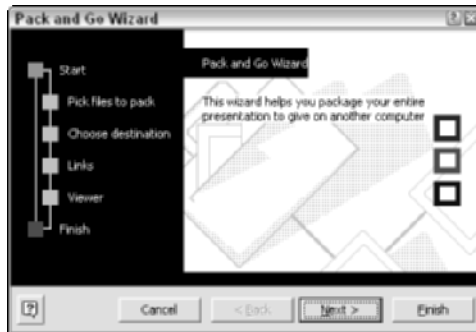 Pack and Go Wizard
Start
Pick files to pack
Choose destination
Links
Viewer
Finish
Pack and Go Wizard
This wizard helps you package your entire
presentation to give on another computer
?
Cancel
< Back
Next >
Finish